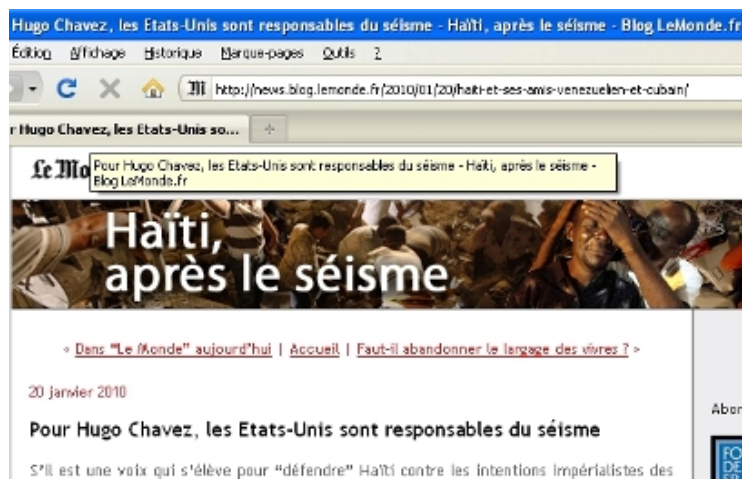 Hugo Chavez, les Etats-Unis sont responsables du séisme - Haïti, après le séisme - Blog LeMonde.fr
Édition Affichage Historique Marque-pages Outils ?
http://news.blog.lemonde.fr/2010/01/20/haiti-et-ses-amis-venezuelien-et-cubain/
r Hugo Chavez, les Etats-Unis so...
Le Mo
Pour Hugo Chavez, les Etats-Unis sont responsables du séisme - Haïti, après le séisme -
Blog LeMonde.fr
Haïti,
après le séisme
« Dans "Le Monde" aujourd'hui | Accueil | Faut-il abandonner le largage des vivres ? »
20 janvier 2010
Pour Hugo Chavez, les Etats-Unis sont responsables du séisme
Abon
S'il est une voix qui s'élève pour "défendre" Haïti contre les intentions impérialistes des